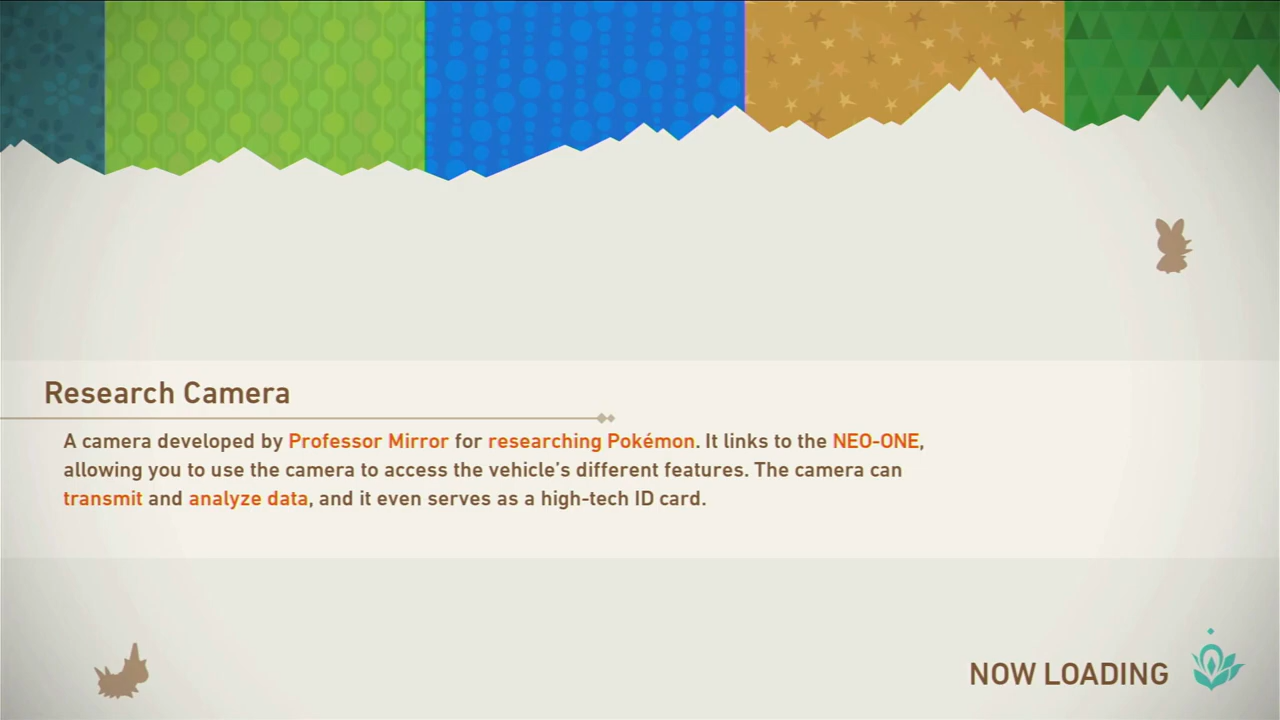 Research Camera
A camera developed by Professor Mirror for researching Pokémon. It links to the NEO-ONE,
allowing you to use the camera to access the vehicle's different features. The camera can
transmit and analyze data, and it even serves as a high-tech ID card.
NOW LOADING